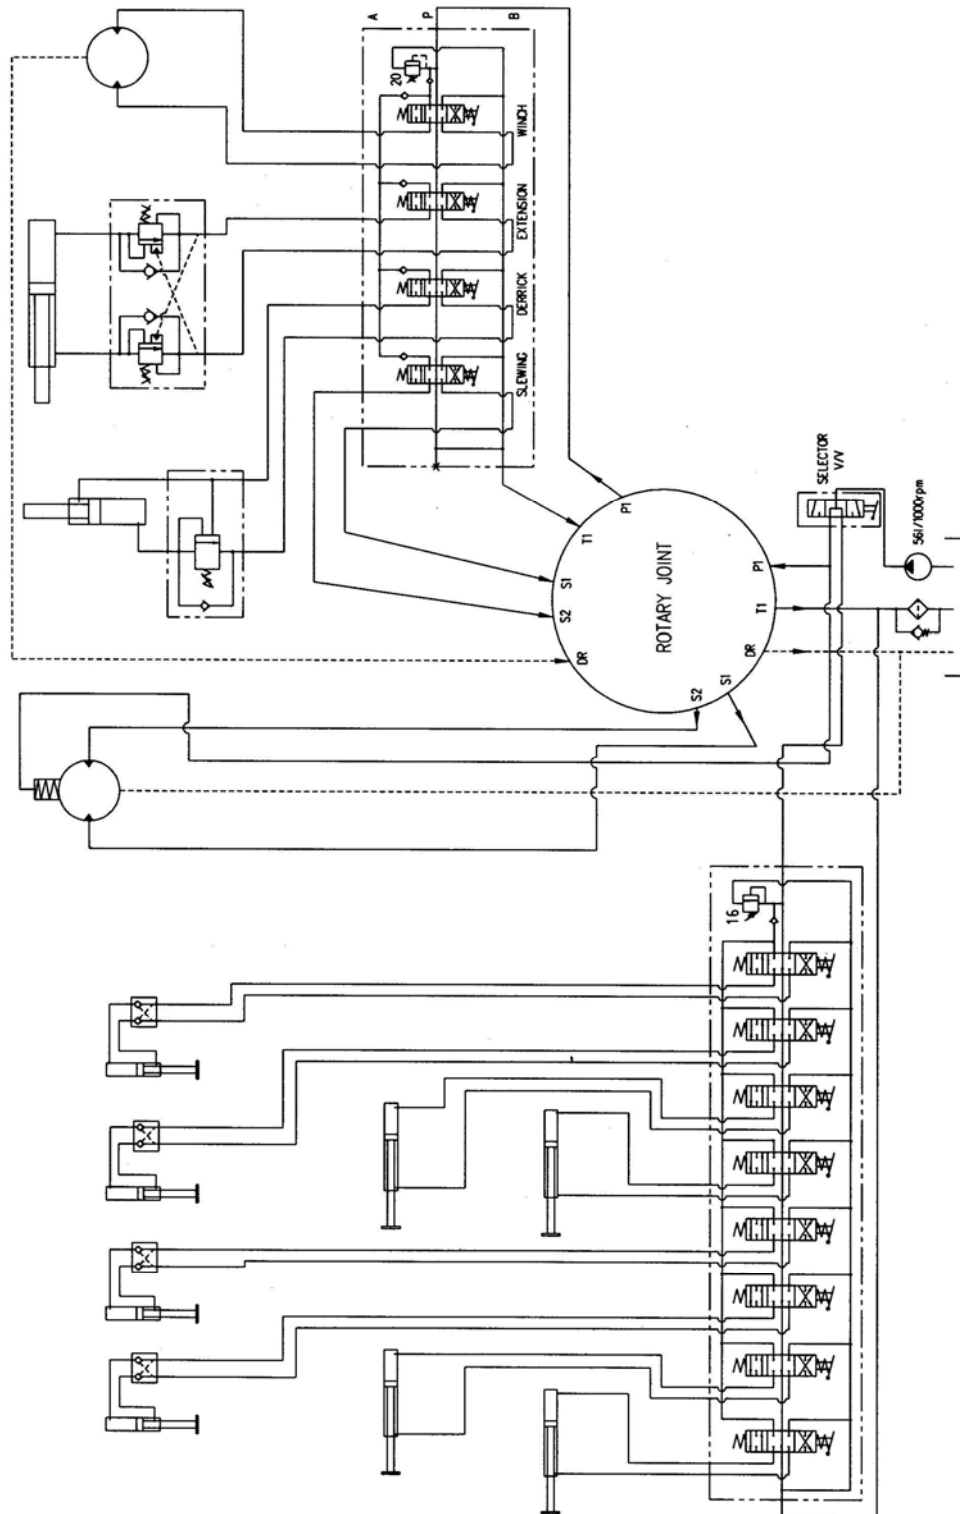 A
P
B
20
WINCH
EXTENSION
DERRICK
SLEWING
P1
T1
S1
S2
DR
ROTARY JOINT
P1
T1
DR
S1
S2
SELECTOR
V/V
56l/1000rpm
16